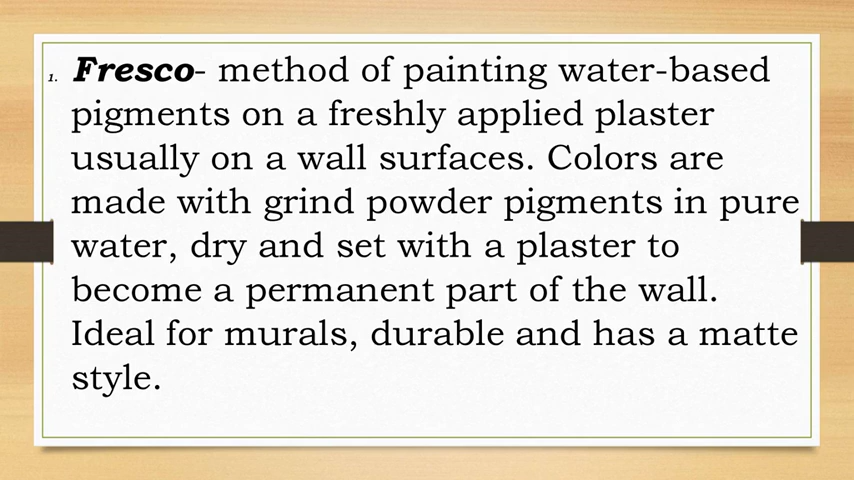 1. Fresco- method of painting water-based
pigments on a freshly applied plaster
usually on a wall surfaces. Colors are
made with grind powder pigments in pure
water, dry and set with a plaster to
become a permanent part of the wall.
Ideal for murals, durable and has a matte
style.